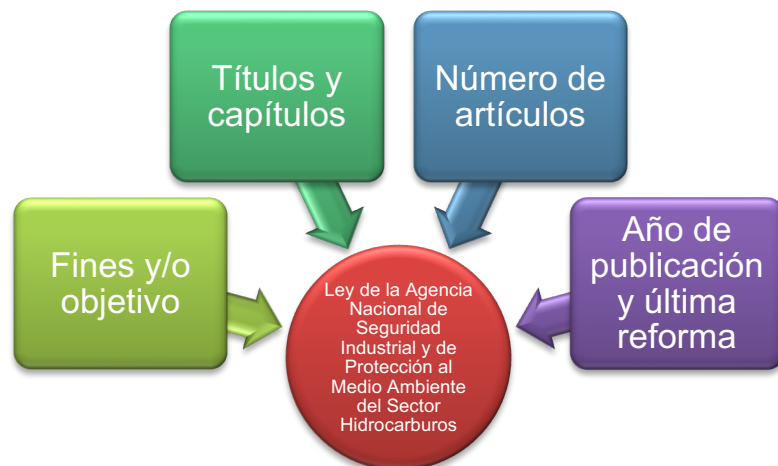 Títulos y
capítulos
Número de
artículos
Fines y/o
objetivo
Año de
publicación
y última
reforma
Ley de la Agencia
Nacional de
Seguridad
Industrial y de
Protección al
Medio Ambiente
del Sector
Hidrocarburos